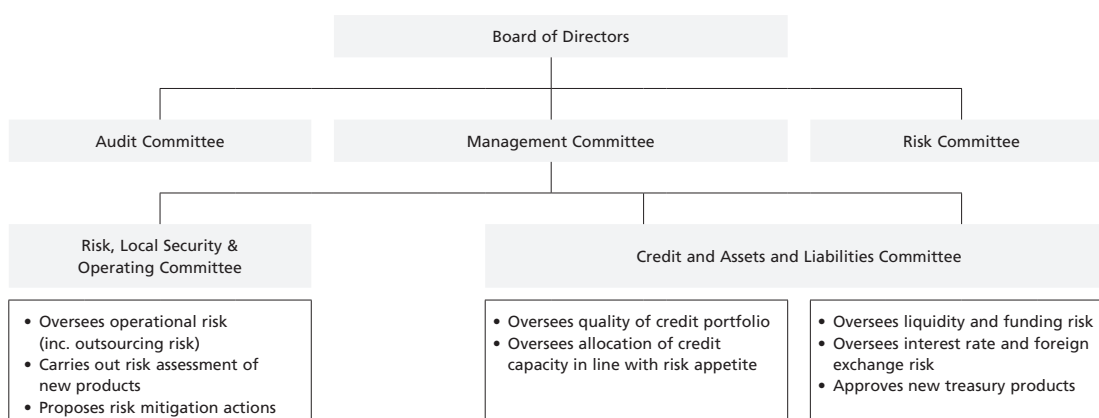 Board of Directors
Audit Committee
Management Committee
Risk Committee
Risk, Local Security &
Operating Committee
Credit and Assets and Liabilities Committee
• Oversees operational risk
(inc. outsourcing risk)
• Carries out risk assessment of
new products
• Proposes risk mitigation actions
• Oversees quality of credit portfolio
• Oversees allocation of credit
capacity in line with risk appetite
• Oversees liquidity and funding risk
• Oversees interest rate and foreign
exchange risk
• Approves new treasury products